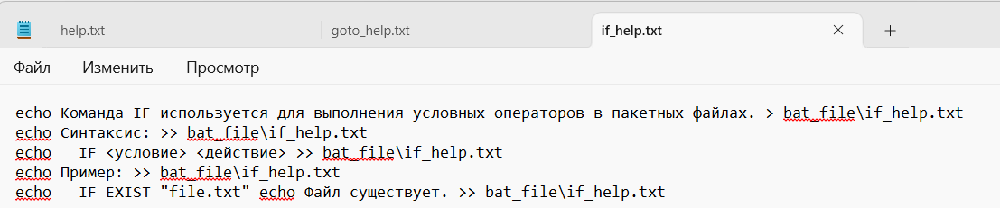 help.txt goto_help.txt if_help.txt
Файл Изменить Просмотр
echo Команда IF используется для выполнения условных операторов в пакетных файлах. > bat_file\if_help.txt
echo Синтаксис: >> bat_file\if_help.txt
echo   IF <условие> <действие> >> bat_file\if_help.txt
echo Пример: >> bat_file\if_help.txt
echo   IF EXIST "file.txt" echo Файл существует. >> bat_file\if_help.txt